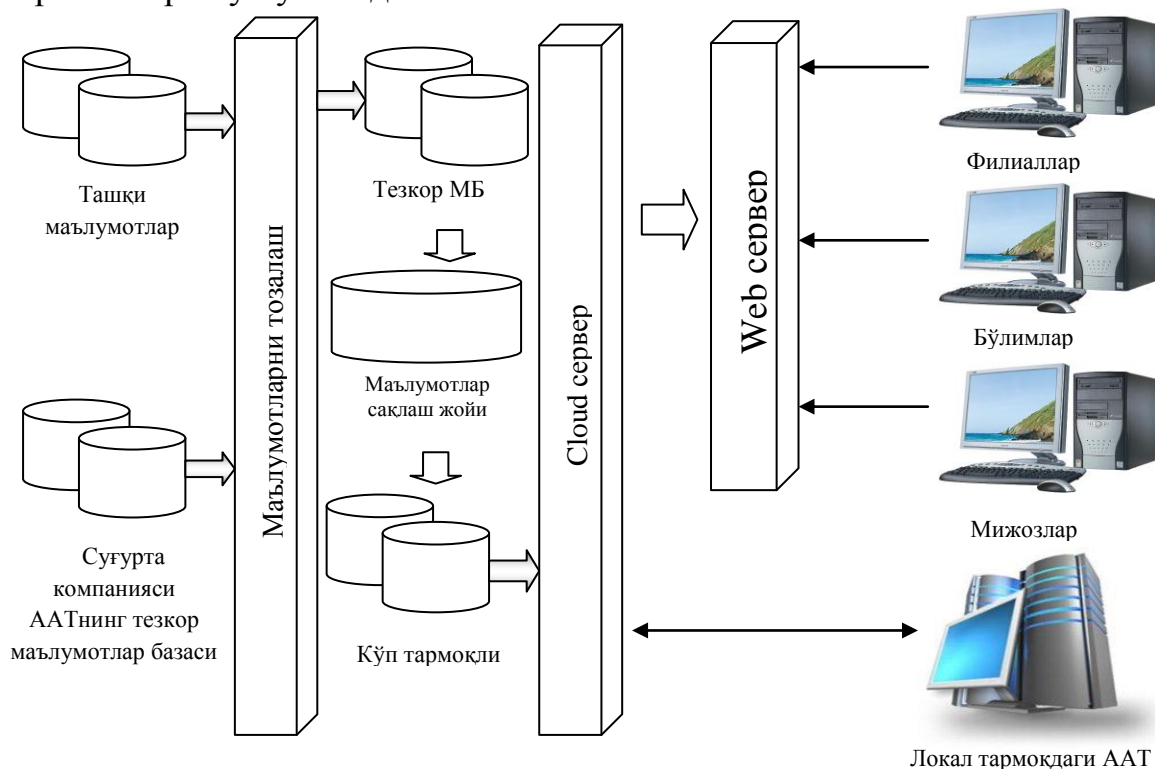 Ташқи
маълумотлар
Суғурта
компанияси
ААТнинг тезкор
маълумотлар базаси
Маълумотларни тозалаш
Тезкор МБ
Маълумотлар
сақлаш жойи
Кўп тармоқли
Cloud сервер
Web сервер
Филиаллар
Бўлимлар
Мижозлар
Локал тармоқдаги ААТ